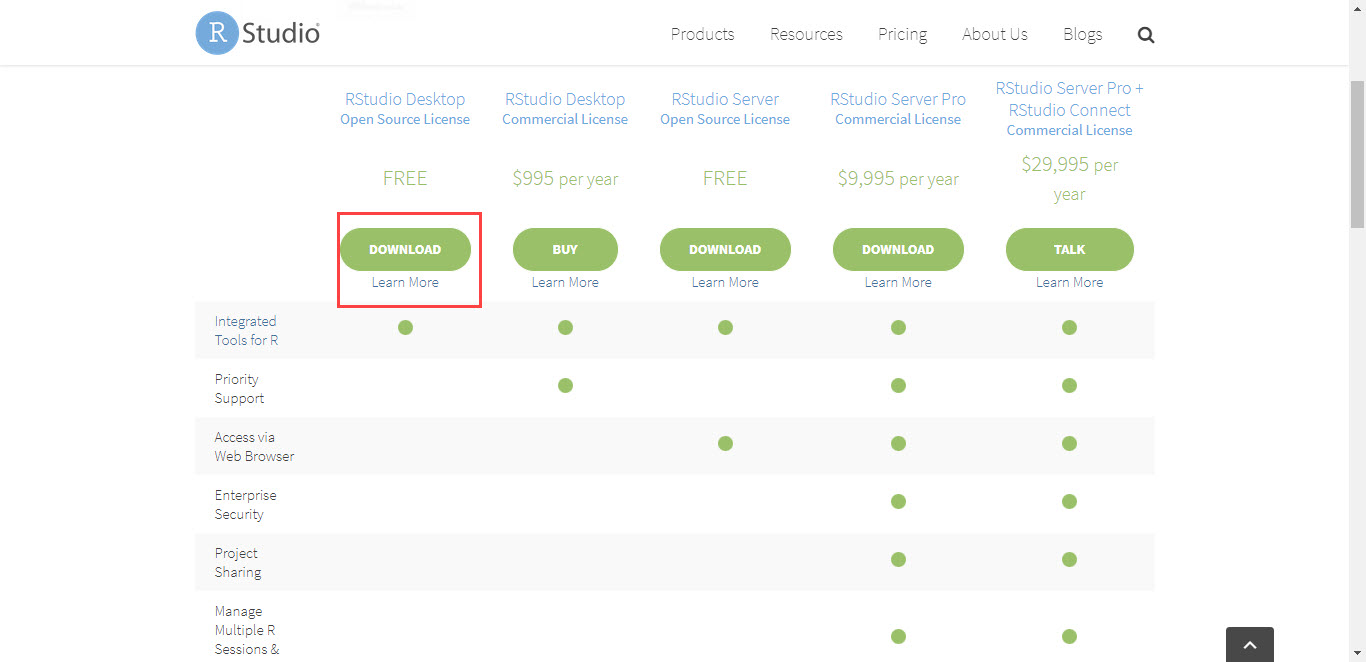 R Studio
Products Resources Pricing About Us Blogs
RStudio Desktop
Open Source License
RStudio Desktop
Commercial License
RStudio Server
Open Source License
RStudio Server Pro
Commercial License
RStudio Server Pro +
RStudio Connect
Commercial License
FREE
$995 per year
FREE
$9,995 per year
$29,995 per
year
DOWNLOAD
Learn More
BUY
Learn More
DOWNLOAD
Learn More
DOWNLOAD
Learn More
TALK
Learn More
Integrated
Tools for R
Priority
Support
Access via
Web Browser
Enterprise
Security
Project
Sharing
Manage
Multiple R
Sessions &